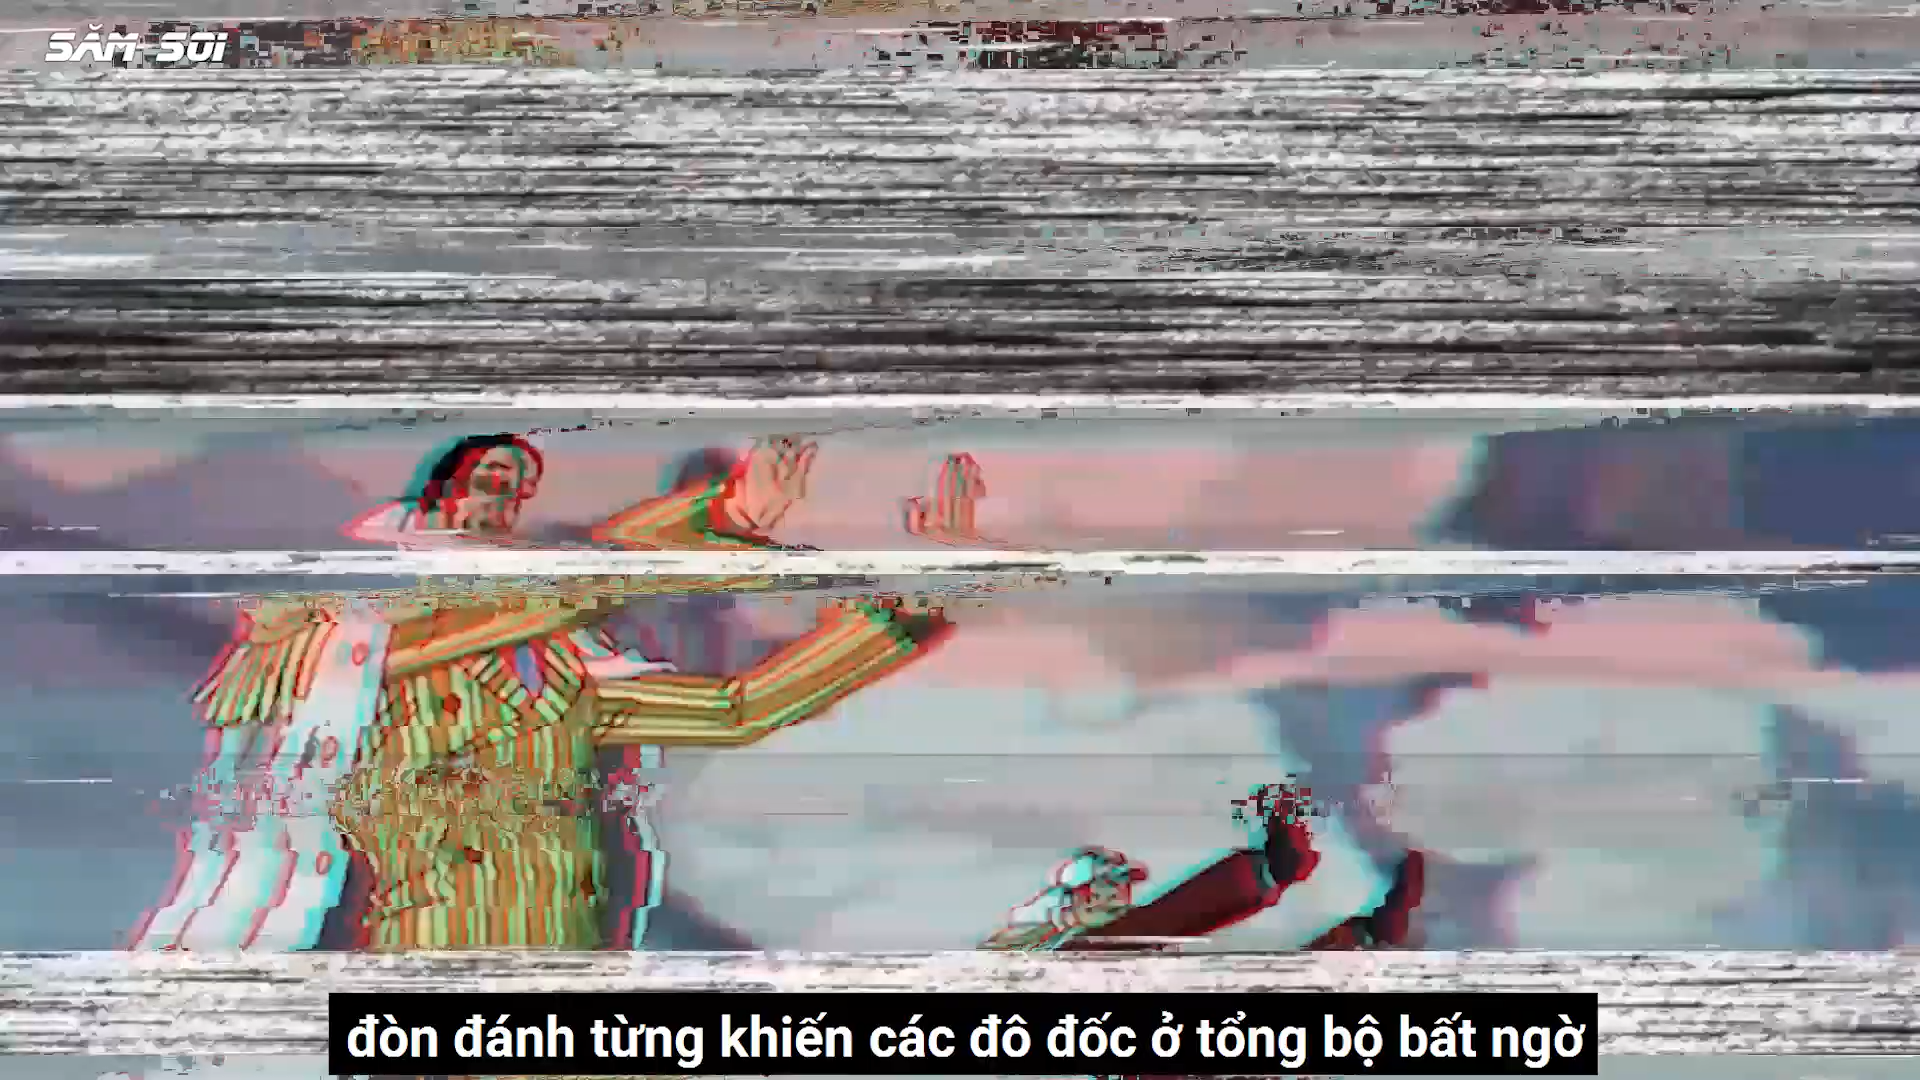 SĂM-SOI
đòn đánh từng khiến các đô đốc ở tổng bộ bất ngờ